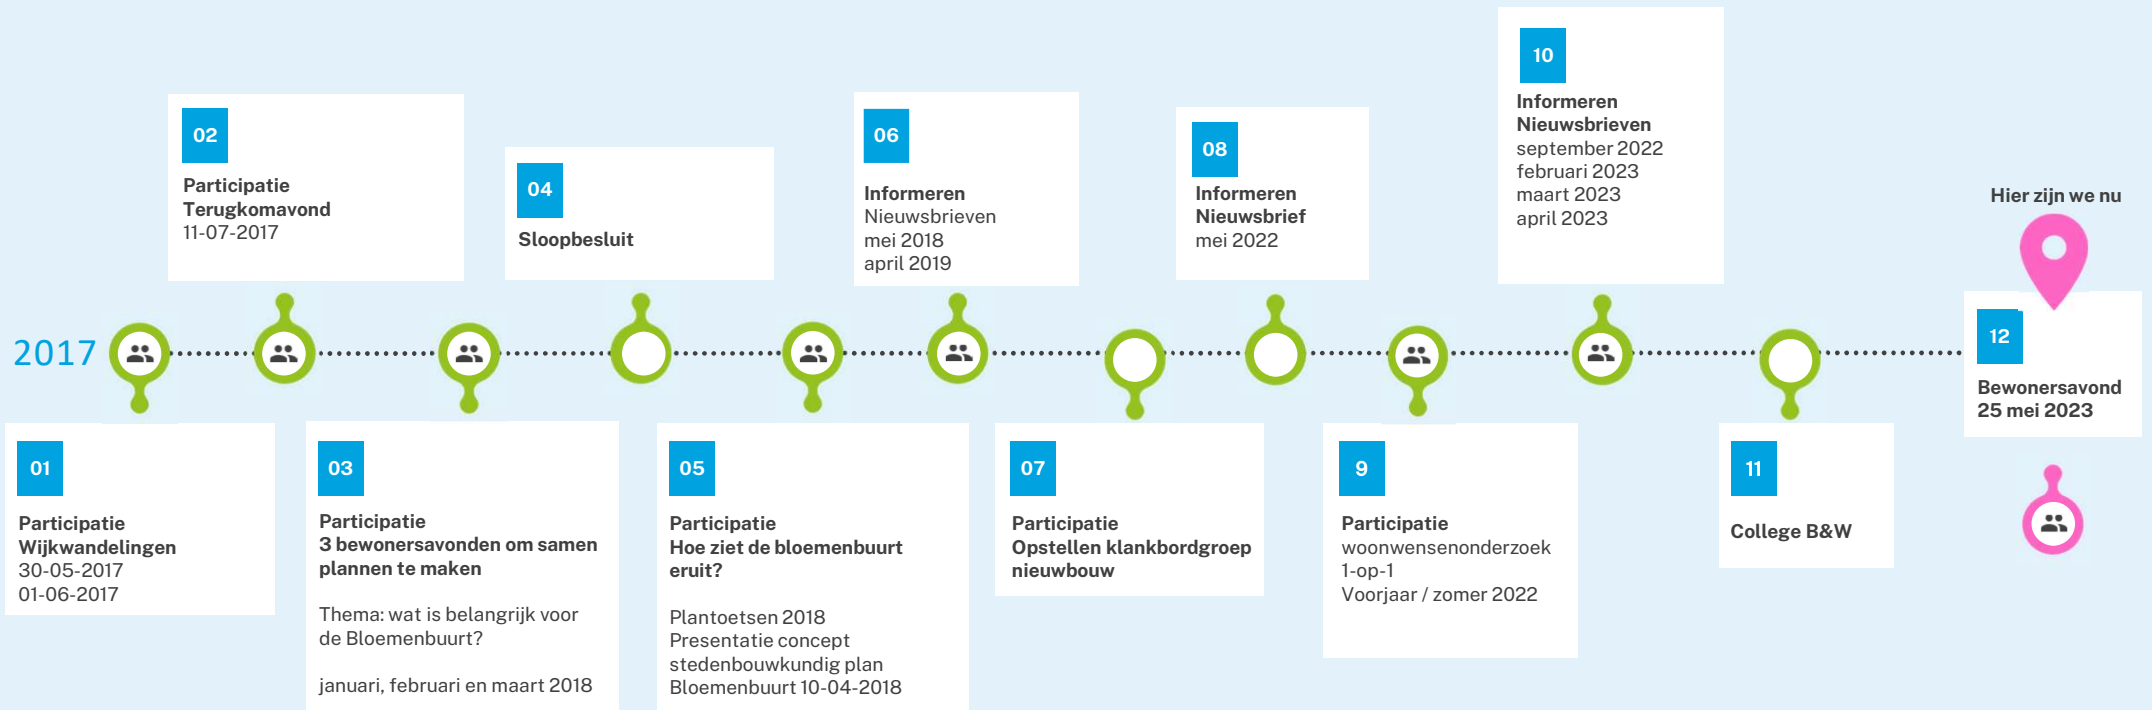 2017
01
Participatie
Wijkwandelingen
30-05-2017
01-06-2017
02
Participatie
Terugkomavond
11-07-2017
03
Participatie
3 bewonersavonden om samen
plannen te maken
Thema: wat is belangrijk voor
de Bloemenbuurt?
januari, februari en maart 2018
04
Sloopbesluit
05
Participatie
Hoe ziet de bloemenbuurt
eruit?
Plantoetsen 2018
Presentatie concept
stedenbouwkundig plan
Bloemenbuurt 10-04-2018
06
Informeren
Nieuwsbrieven
mei 2018
april 2019
07
Participatie
Opstellen klankbordgroep
nieuwbouw
08
Informeren
Nieuwsbrief
mei 2022
9
Participatie
woonwensenonderzoek
1-op-1
Voorjaar / zomer 2022
10
Informeren
Nieuwsbrieven
september 2022
februari 2023
maart 2023
april 2023
11
College B&W
Hier zijn we nu
12
Bewonersavond
25 mei 2023